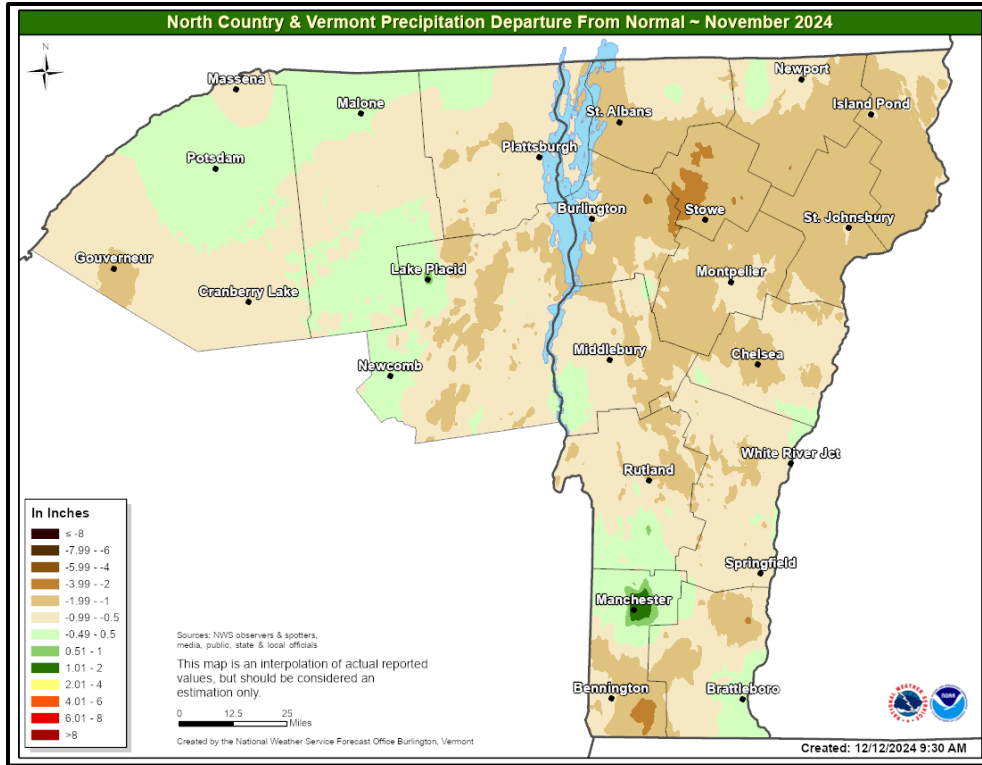 North Country & Vermont Precipitation Departure From Normal ~ November 2024
N
Massena
Malone
Newport
Island Pond
St. Albans
Plattsburgh
Potsdam
Burlington
Stowe
St. Johnsbury
Gouverneur
Lake Placid
Montpelier
Cranberry Lake
Middlebury
Chelsea
Newcomb
White River Jct
Rutland
Springfield
Manchester
Bennington
Brattleboro
In Inches
≤ -8
-7.99 - -6
-5.99 - -4
-3.99 - -2
-1.99 - -1
-0.99 - -0.5
-0.49 - 0.5
0.51 - 1
1.01 - 2
2.01 - 4
4.01 - 6
6.01 - 8
>8
Sources: NWS observers & spotters,
media, public, state & local officials
This map is an interpolation of actual reported
values, but should be considered an
estimation only.
0 12.5 25
Miles
Created by the National Weather Service Forecast Office Burlington, Vermont
NATIONAL WEATHER SERVICE
NOAA
Created: 12/12/2024 9:30 AM